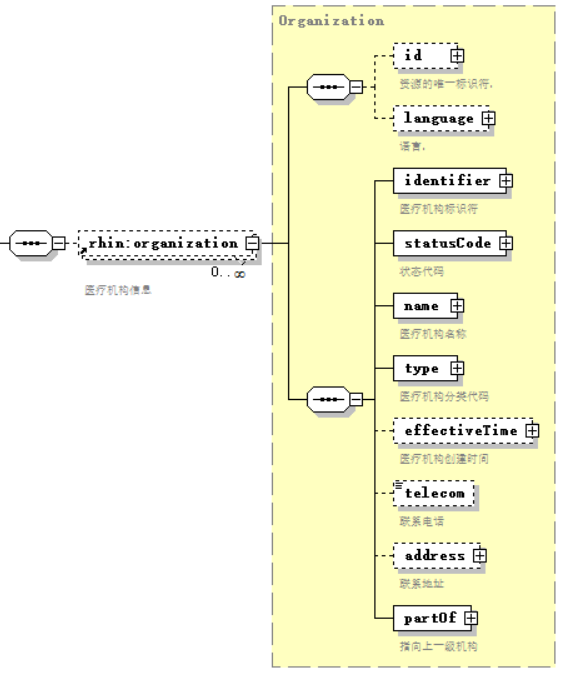 Organization
id
资源的唯一标识符.
language
语言.
identifier
医疗机构标识符
rhin:organization
0..∞
医疗机构信息
statusCode
状态代码
name
医疗机构名称
type
医疗机构分类代码
effectiveTime
医疗机构创建时间
telecom
联系电话
address
联系地址
partOf
指向上一级机构